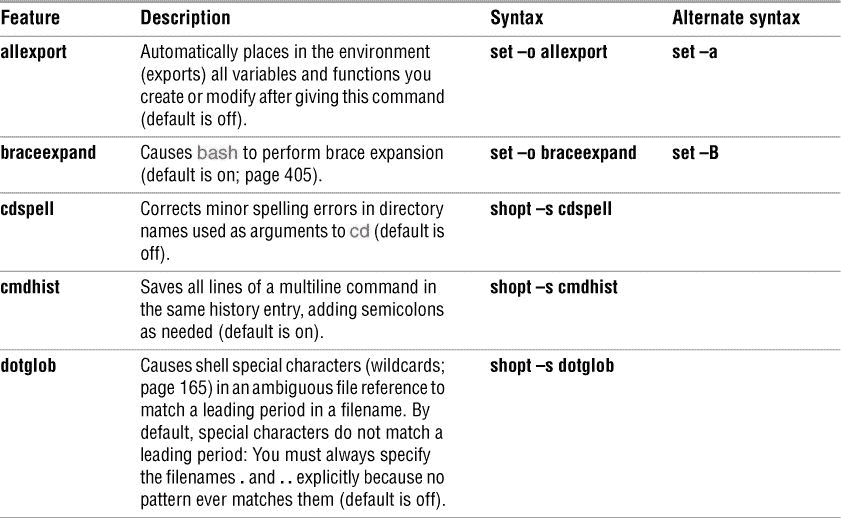 Feature Description Syntax Alternate syntax
allexport Automatically places in the environment set –o allexport set –a
(exports) all variables and functions you
create or modify after giving this command
(default is off).
braceexpand Causes bash to perform brace expansion set –o braceexpand set –B
(default is on; page 405).
cdspell Corrects minor spelling errors in directory shopt –s cdspell
names used as arguments to cd (default is
off).
cmdhist Saves all lines of a multiline command in shopt –s cmdhist
the same history entry, adding semicolons
as needed (default is on).
dotglob Causes shell special characters (wildcards; shopt –s dotglob
page 165) in an ambiguous file reference to
match a leading period in a filename. By
default, special characters do not match a
leading period: You must always specify
the filenames . and . . explicitly because no
pattern ever matches them (default is off).